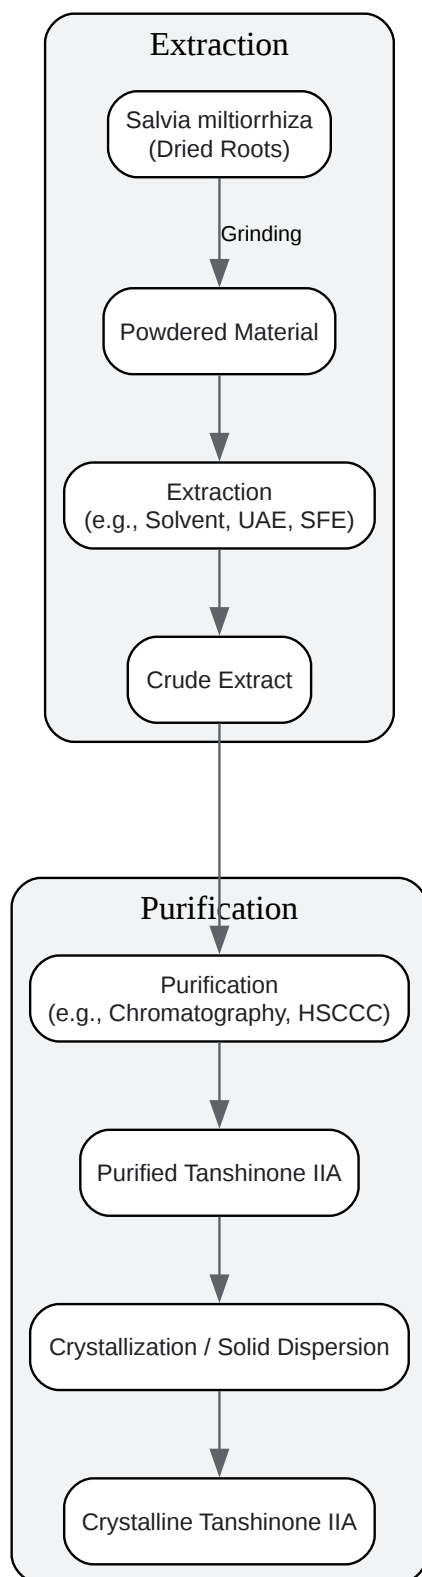 Extraction
Salvia miltiorrhiza
(Dried Roots)
Grinding
Powdered Material
Extraction
(e.g., Solvent, UAE, SFE)
Crude Extract
Purification
Purification
(e.g., Chromatography, HSCCC)
Purified Tanshinone IIA
Crystallization / Solid Dispersion
Crystalline Tanshinone IIA